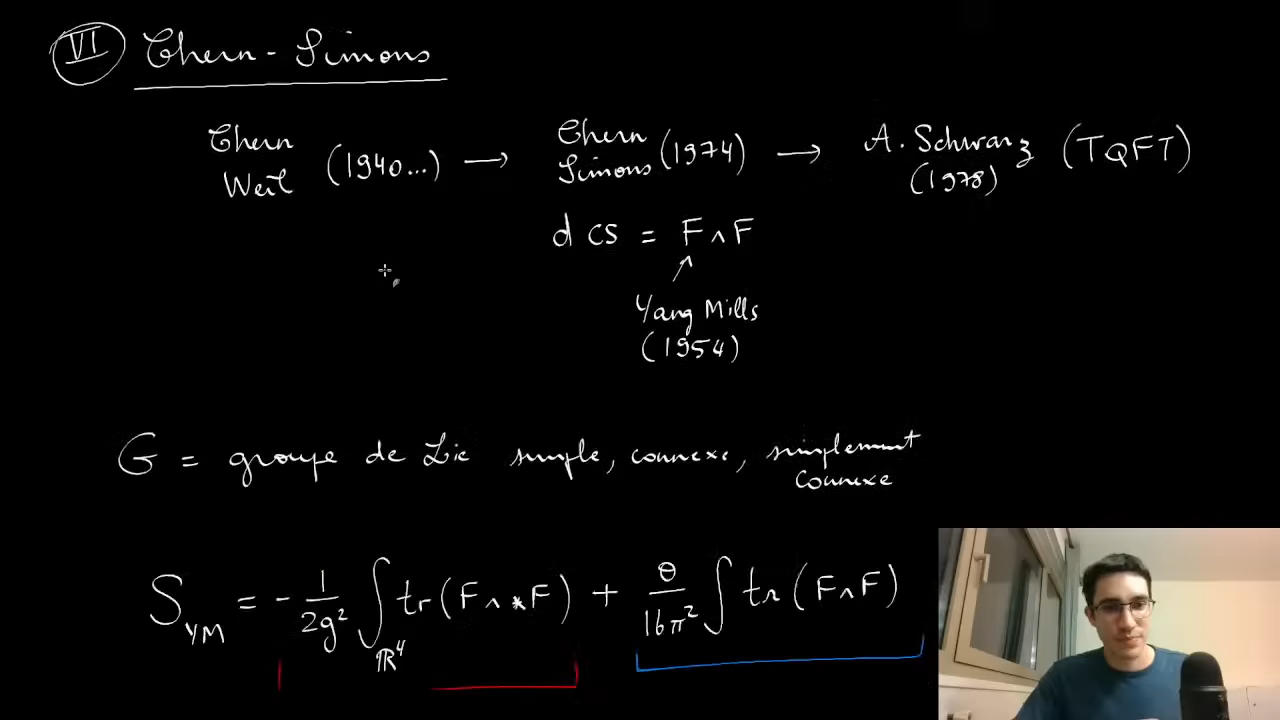 VI Chern - Simons
Chern Weil (1940...) → Chern Simons (1974) → A. Schwarz (1978) (TQFT)
d CS = F ∧ F
Yang Mills
(1954)
G = groupe de Lie simple, connexe, simplement connexe
S_YM = - 1/2g² ∫_ℝ⁴ tr (F ∧ ⋆F) + θ/16π² ∫ tr (F ∧ F)